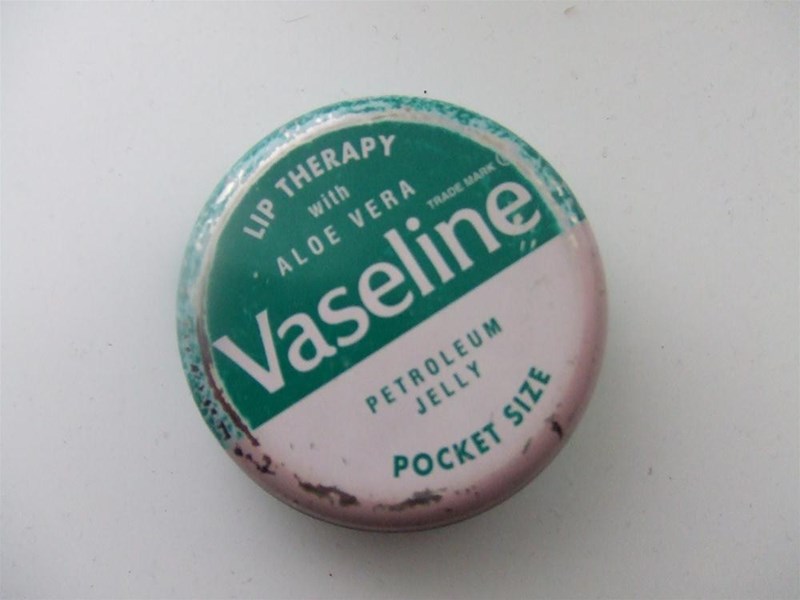 LIP THERAPY
with
ALOE VERA
TRADE MARK
Vaseline
PETROLEUM
JELLY
POCKET SIZE